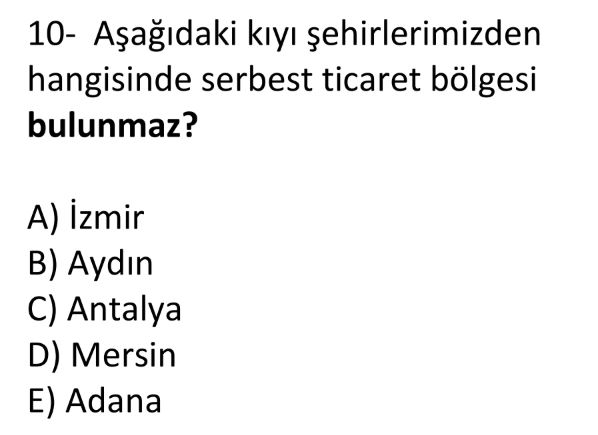 10- Aşağıdaki kıyı şehirlerimizden
hangisinde serbest ticaret bölgesi
bulunmaz?
A) İzmir
B) Aydın
C) Antalya
D) Mersin
E) Adana